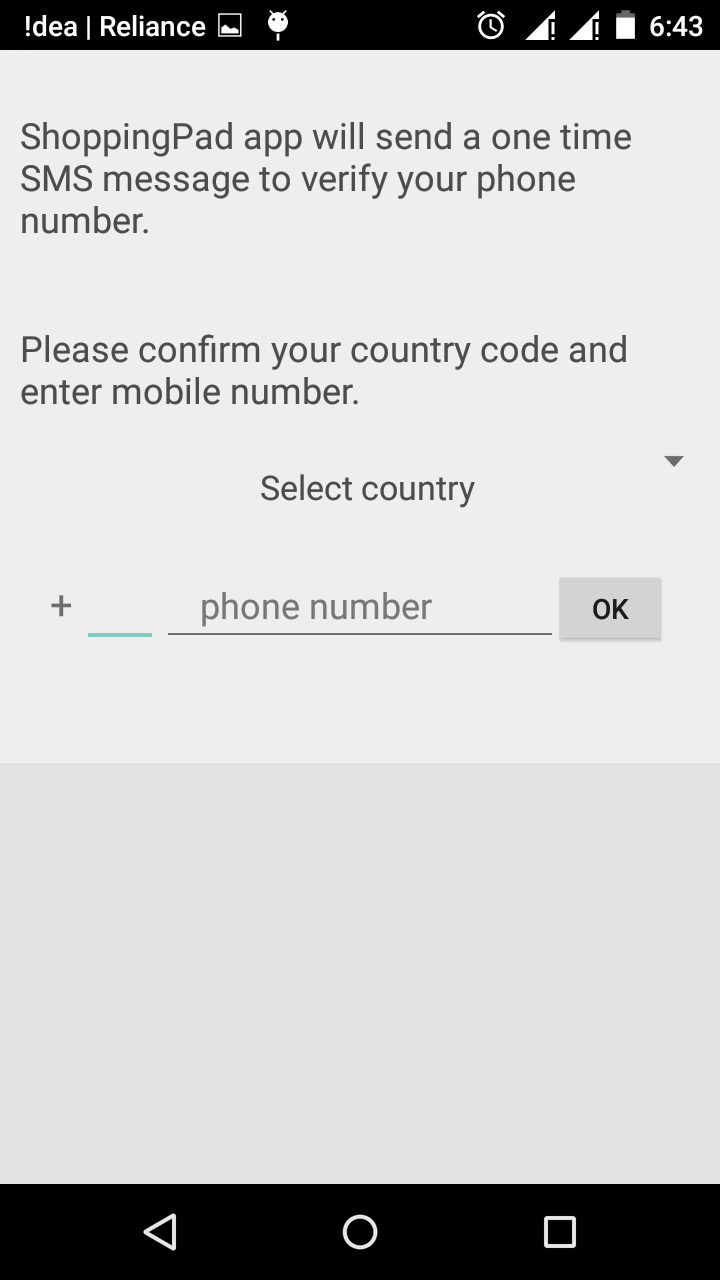 !dea | Reliance 6:43
ShoppingPad app will send a one time
SMS message to verify your phone
number.
Please confirm your country code and
enter mobile number.
Select country
+ phone number OK